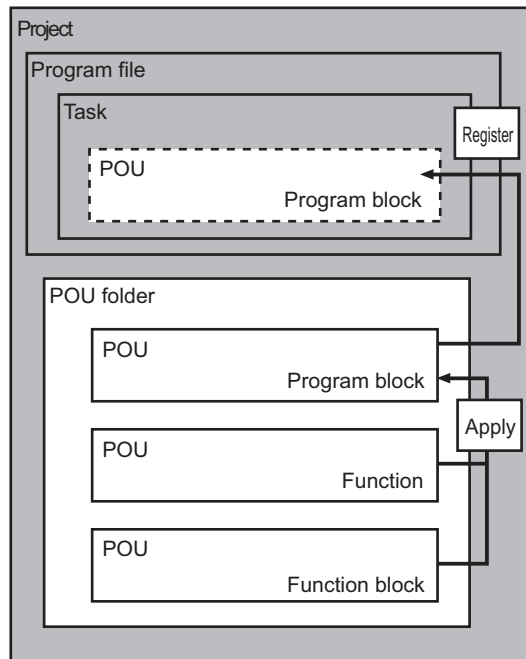 Project
Program file
Task
Register
POU
Program block
POU folder
POU
Program block
Apply
POU
Function
POU
Function block